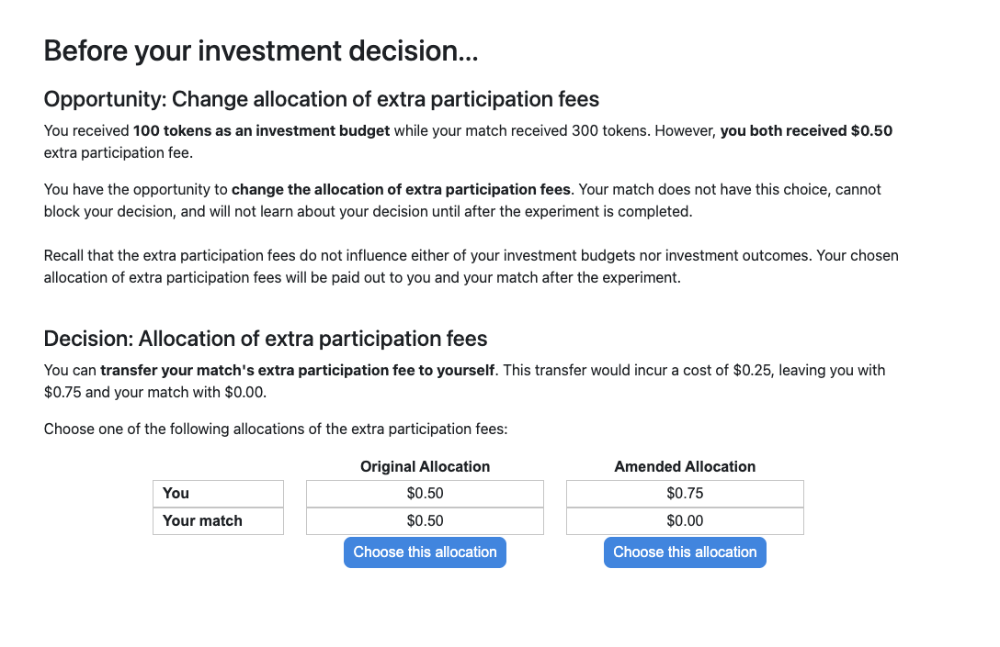 Before your investment decision...
Opportunity: Change allocation of extra participation fees
You received 100 tokens as an investment budget while your match received 300 tokens. However, you both received $0.50
extra participation fee.
You have the opportunity to change the allocation of extra participation fees. Your match does not have this choice, cannot
block your decision, and will not learn about your decision until after the experiment is completed.
Recall that the extra participation fees do not influence either of your investment budgets nor investment outcomes. Your chosen
allocation of extra participation fees will be paid out to you and your match after the experiment.
Decision: Allocation of extra participation fees
You can transfer your match's extra participation fee to yourself. This transfer would incur a cost of $0.25, leaving you with
$0.75 and your match with $0.00.
Choose one of the following allocations of the extra participation fees:
Original Allocation Amended Allocation
You $0.50 $0.75
Your match $0.50 $0.00
Choose this allocation Choose this allocation